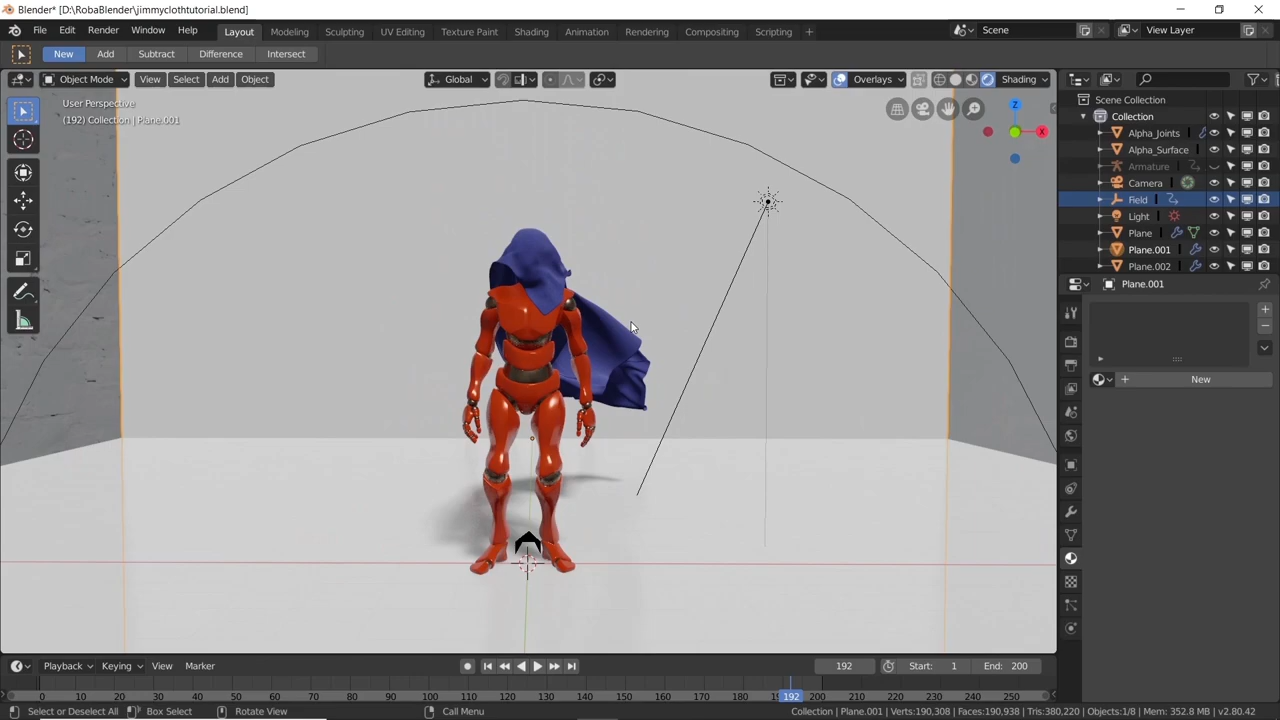 Blender* [D:\RobaBlender\jimmyclothtutorial.blend]
File Edit Render Window Help Layout Modeling Sculpting UV Editing Texture Paint Shading Animation Rendering Compositing Scripting + Scene View Layer
New Add Subtract Difference Intersect
Object Mode View Select Add Object Global Overlays Shading
User Perspective
(192) Collection | Plane.001
Z
X
Scene Collection
Collection
Alpha_Joints
Alpha_Surface
Armature
Camera
Field
Light
Plane
Plane.001
Plane.002
Plane.001
New
Playback Keying View Marker 192 Start: 1 End: 200
0 10 20 30 40 50 60 70 80 90 100 110 120 130 140 150 160 170 180 190 192 200 210 220 230 240 250
Select or Deselect All Box Select Rotate View Call Menu Collection | Plane.001 | Verts:190,308 | Faces:190,938 | Tris:380,220 | Objects:1/8 | Mem: 352.8 MB | v2.80.42